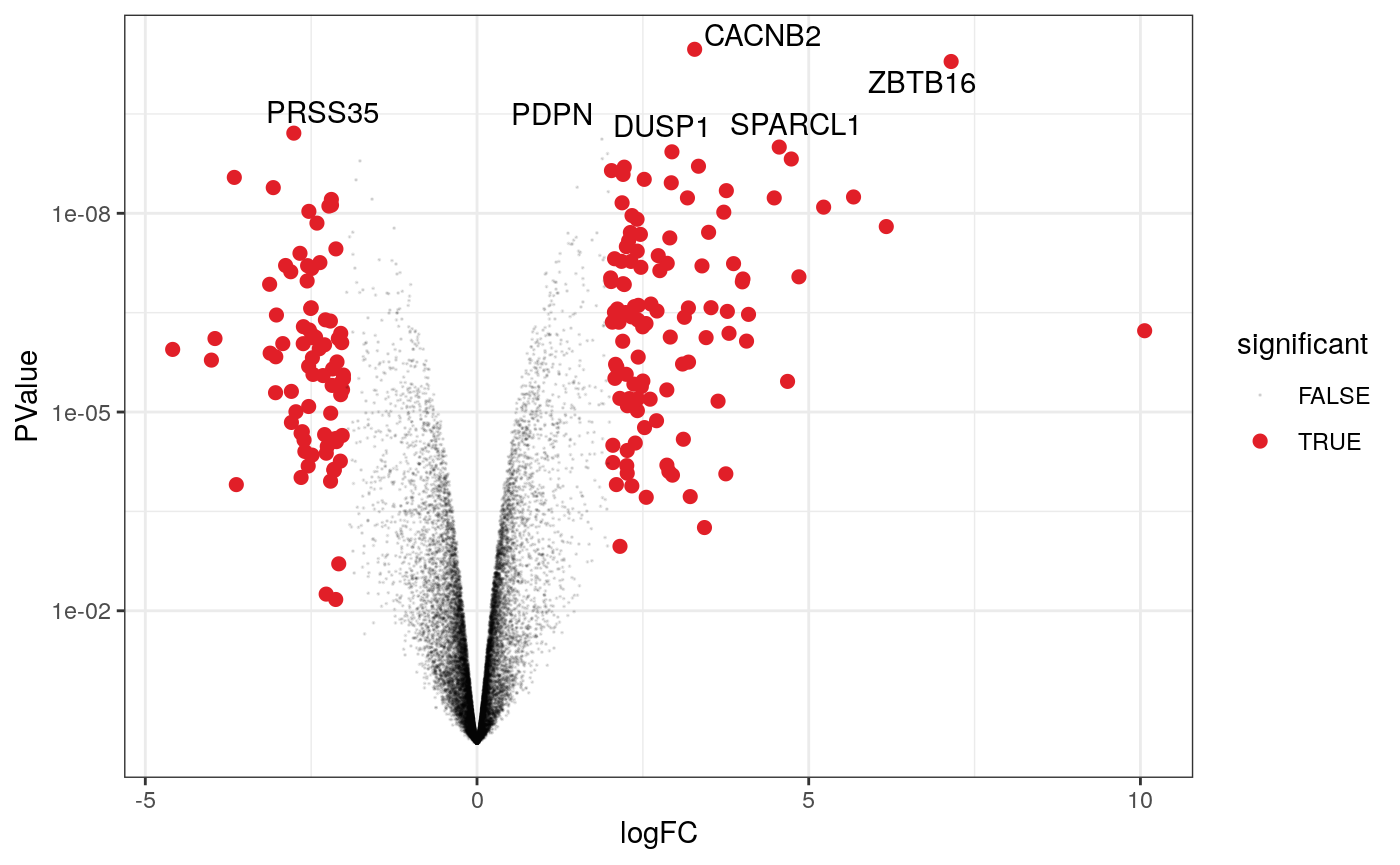 CACNB2
ZBTB16
PRSS35
PDPN
DUSP1
SPARCL1
1e-08
1e-05
1e-02
PValue
-5
0
5
10
logFC
significant
FALSE
TRUE